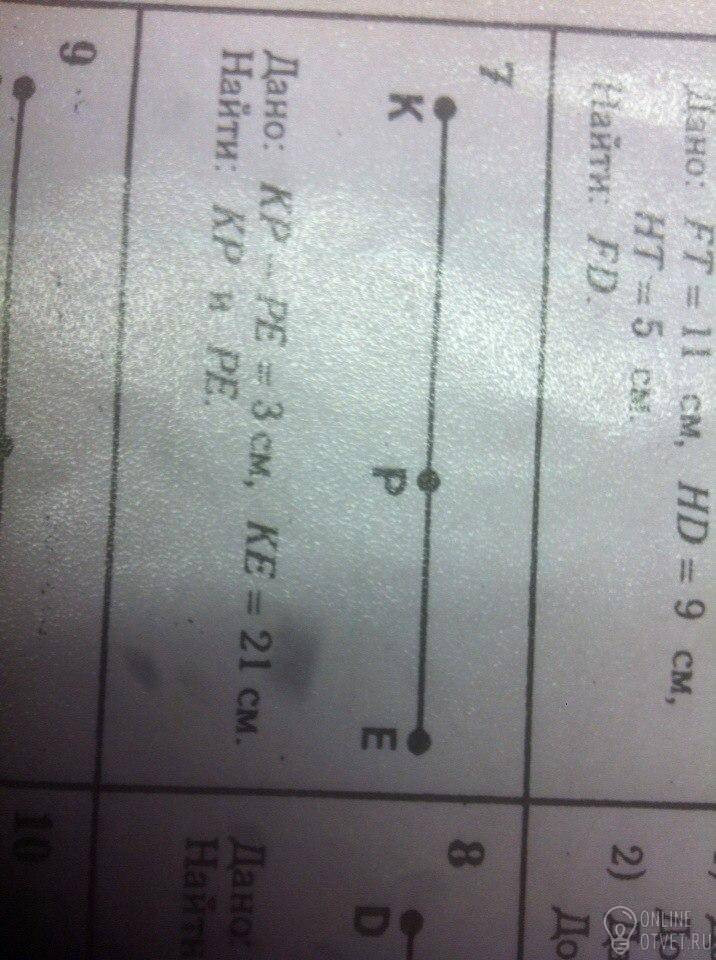 Дано: FT = 11 см, HD = 9 см,
HT = 5 см.
Найти: FD.
7
K P E
Дано: KP – PE = 3 см, KE = 21 см.
Найти: KP и PE.
9
2)
До
8
D
Дано:
Найти
10
ONLINE
OTVET.RU